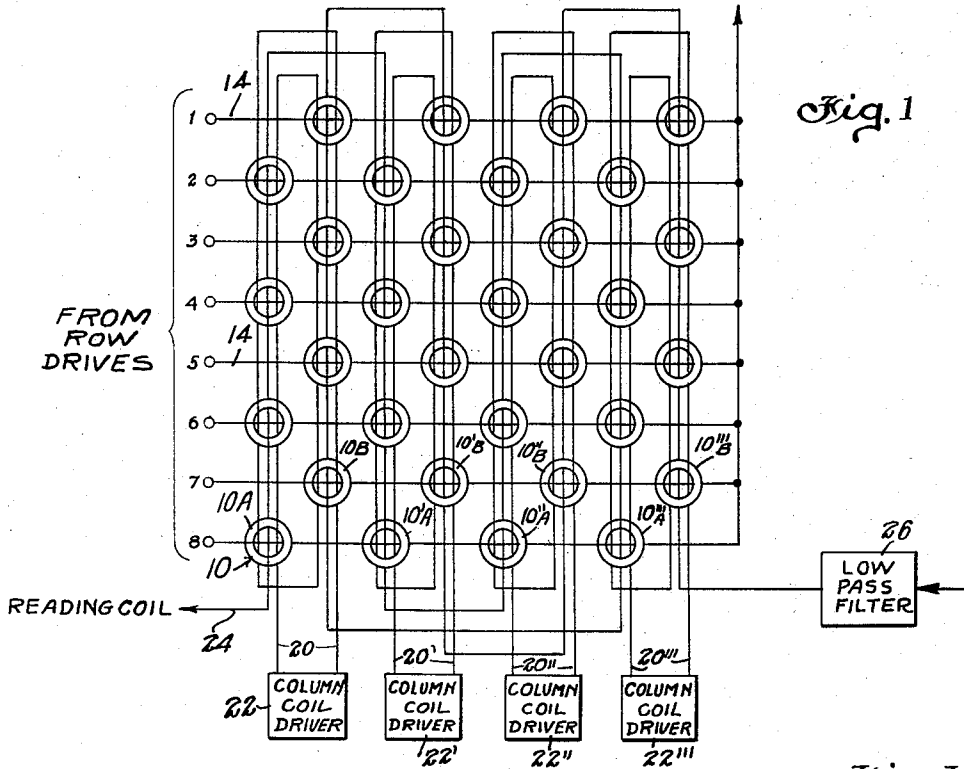 Fig. 1
14
1
2
3
4
5
14
6
7
8
FROM
ROW
DRIVES
10B
10'B
10"B
10'''B
10A
10'A
10"A
10'''A
10
26
LOW
PASS
FILTER
READING COIL
24
20
20'
20"
20'''
22
COLUMN
COIL
DRIVER
COLUMN
COIL
DRIVER
22'
COLUMN
COIL
DRIVER
22"
COLUMN
COIL
DRIVER
22'''